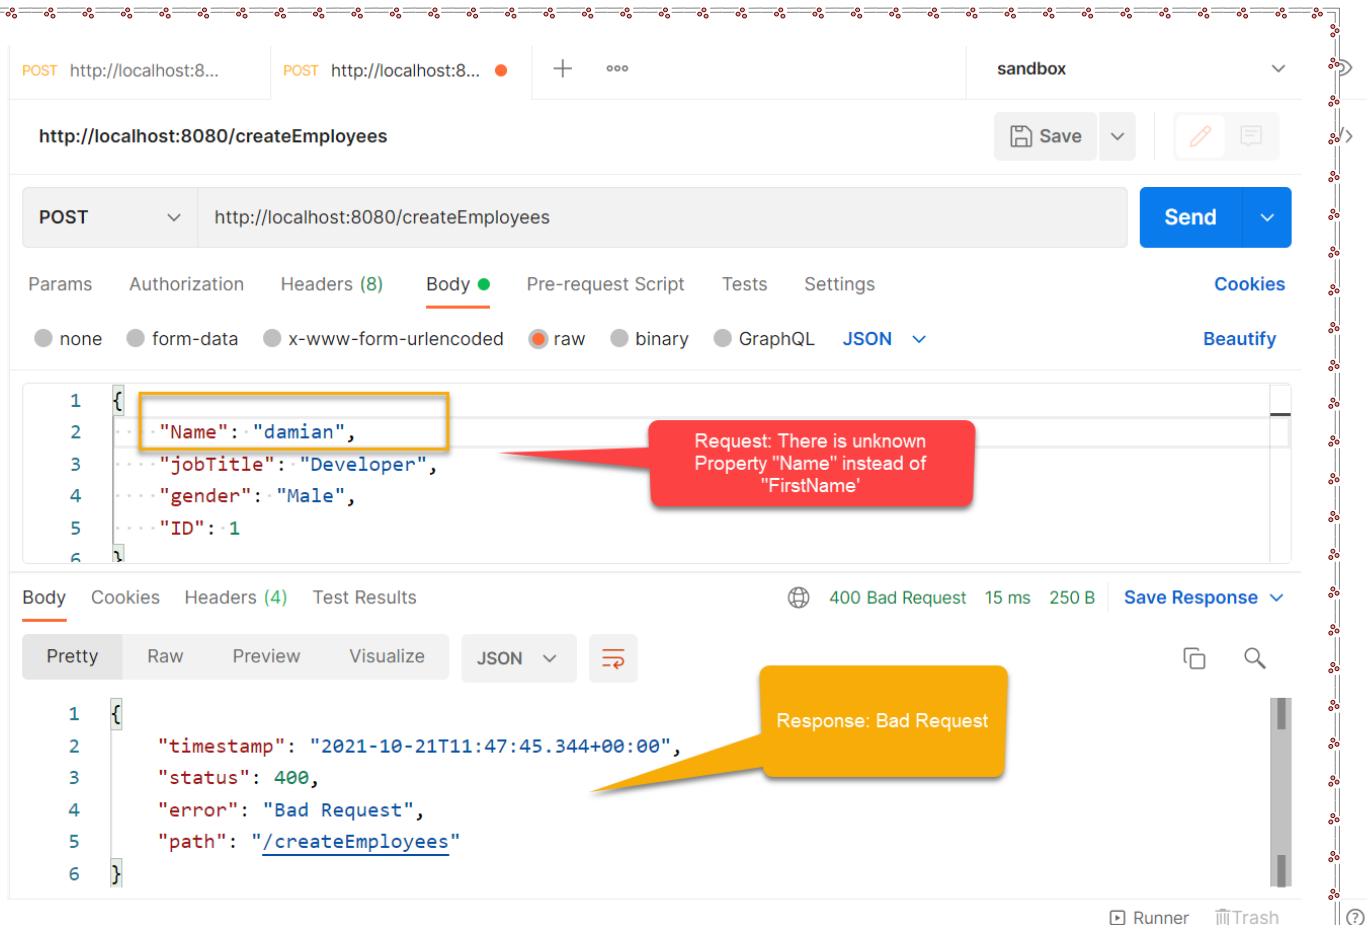 POST http://localhost:8... POST http://localhost:8... sandbox
http://localhost:8080/createEmployees Save
POST http://localhost:8080/createEmployees Send
Params Authorization Headers (8) Body Pre-request Script Tests Settings Cookies
none form-data x-www-form-urlencoded raw binary GraphQL JSON Beautify
1 {
2 "Name": "damian",
3 "jobTitle": "Developer",
4 "gender": "Male",
5 "ID": 1
6 }
Request: There is unknown
Property "Name" instead of
"FirstName'
Body Cookies Headers (4) Test Results 400 Bad Request 15 ms 250 B Save Response
Pretty Raw Preview Visualize JSON
Response: Bad Request
1 {
2 "timestamp": "2021-10-21T11:47:45.344+00:00",
3 "status": 400,
4 "error": "Bad Request",
5 "path": "/createEmployees"
6 }
Runner Trash